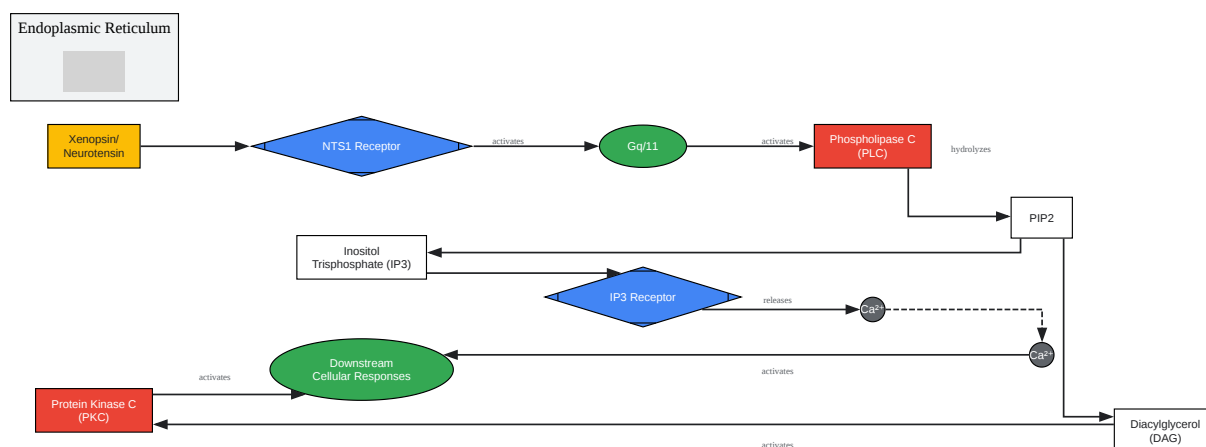 Endoplasmic Reticulum
Xenopsin/
Neurotensin
NTS1 Receptor
activates
Gq/11
activates
Phospholipase C
(PLC)
hydrolyzes
PIP2
Inositol
Trisphosphate (IP3)
IP3 Receptor
releases
Ca²⁺
Ca²⁺
Downstream
Cellular Responses
activates
activates
Protein Kinase C
(PKC)
Diacylglycerol
(DAG)
activates